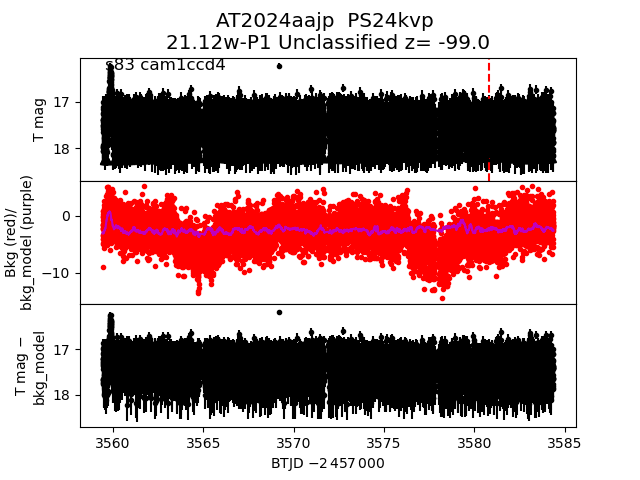 AT2024aajp  PS24kvp
21.12w-P1 Unclassified z= -99.0
s83 cam1ccd4
T mag
17
18
Bkg (red)/
bkg_model (purple)
0
−10
T mag −
bkg_model
17
18
3560 3565 3570 3575 3580 3585
BTJD −2 457 000